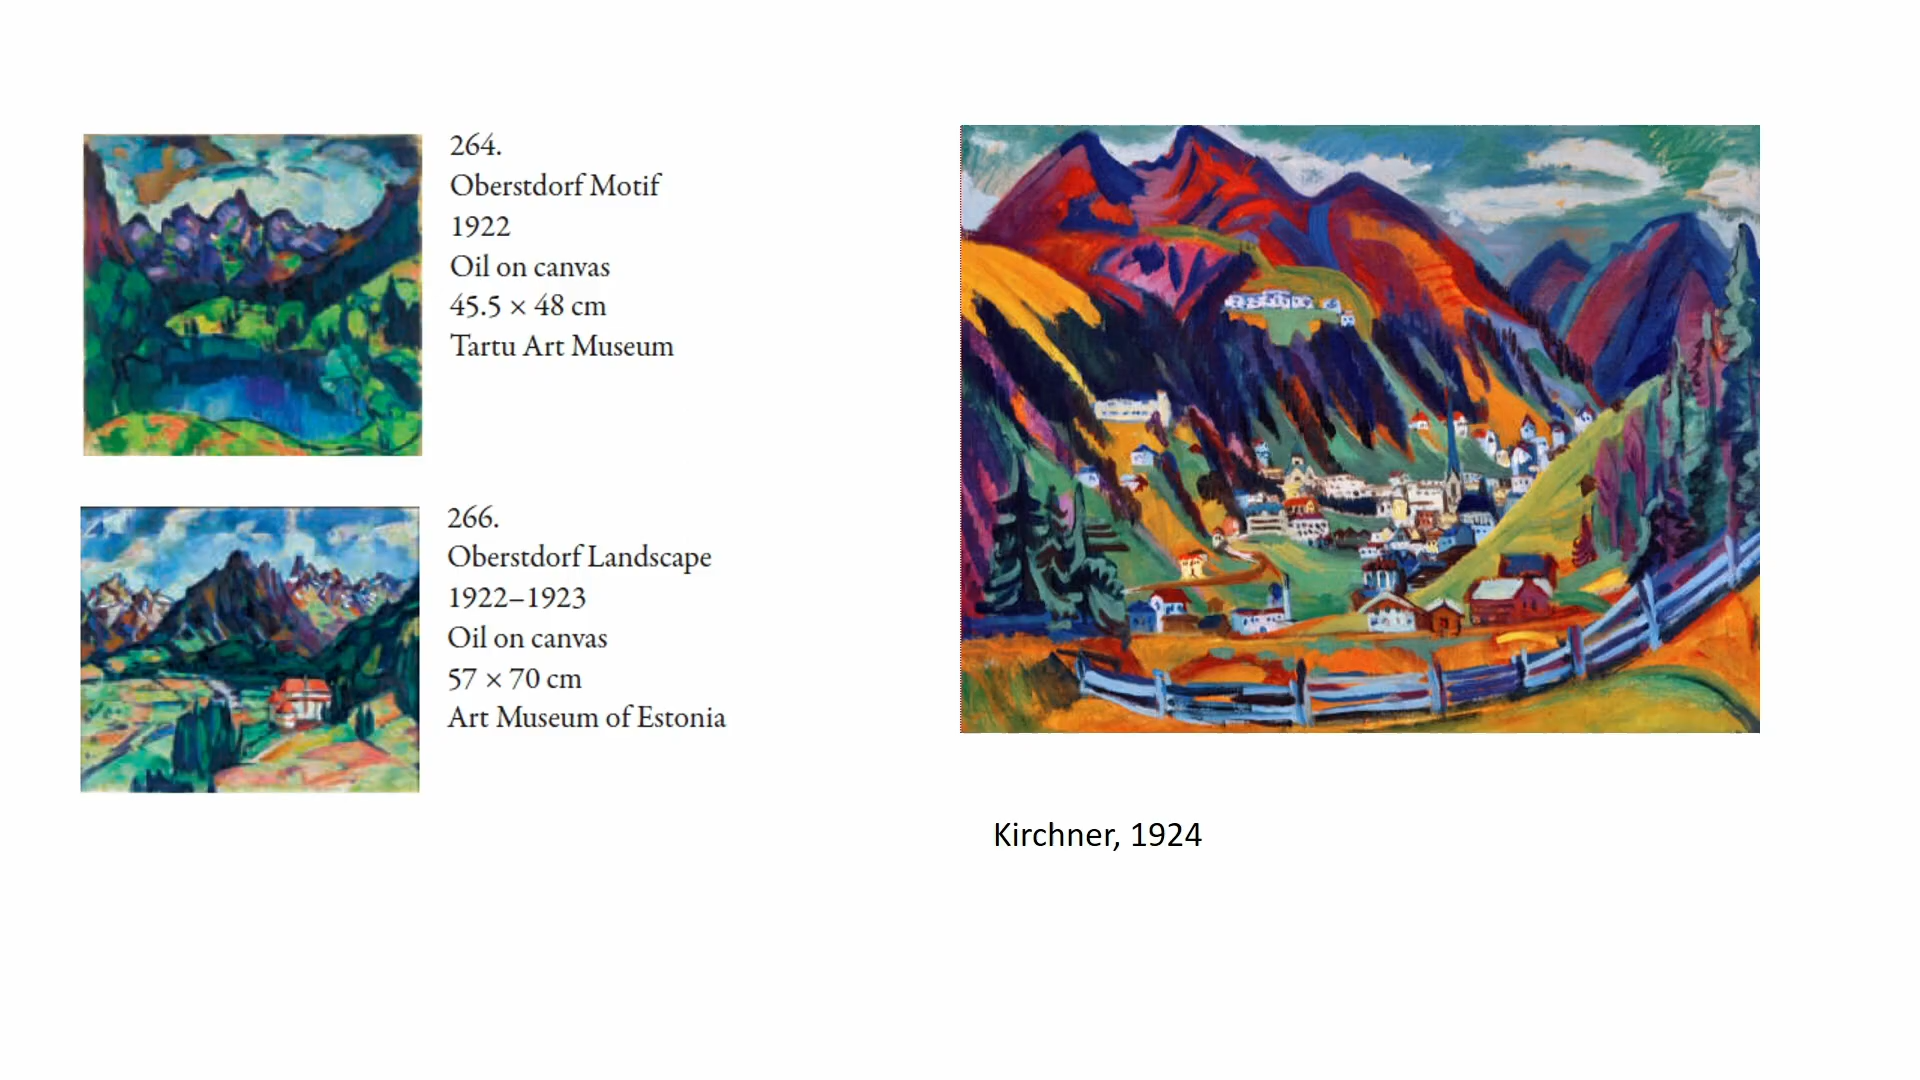 264.
Oberstdorf Motif
1922
Oil on canvas
45.5 × 48 cm
Tartu Art Museum
266.
Oberstdorf Landscape
1922–1923
Oil on canvas
57 × 70 cm
Art Museum of Estonia
Kirchner, 1924